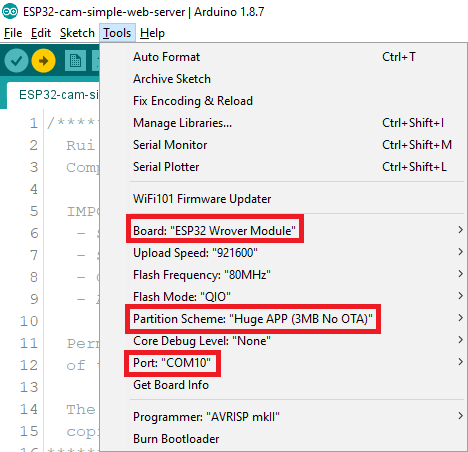 ESP32-cam-simple-web-server | Arduino 1.8.7
File Edit Sketch Tools Help
ESP32-cam-si
Auto Format Ctrl+T
Archive Sketch
Fix Encoding & Reload
Manage Libraries... Ctrl+Shift+I
Serial Monitor Ctrl+Shift+M
Serial Plotter Ctrl+Shift+L
WiFi101 Firmware Updater
Board: "ESP32 Wrover Module"
Upload Speed: "921600"
Flash Frequency: "80MHz"
Flash Mode: "QIO"
Partition Scheme: "Huge APP (3MB No OTA)"
Core Debug Level: "None"
Port: "COM10"
Get Board Info
Programmer: "AVRISP mkII"
Burn Bootloader
1 /****
2 Rui
3 Comp
4
5 IMPO
6 - S
7 - S
8 -
9 - A
10
11 Perm
12 of t
13
14 The
15 cop
16 *****